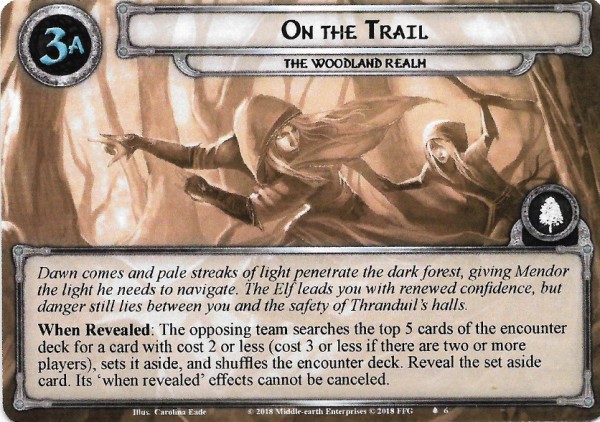 3A
ON THE TRAIL
THE WOODLAND REALM
Dawn comes and pale streaks of light penetrate the dark forest, giving Mendor
the light he needs to navigate. The Elf leads you with renewed confidence, but
danger still lies between you and the safety of Thranduil's halls.
When Revealed: The opposing team searches the top 5 cards of the encounter
deck for a card with cost 2 or less (cost 3 or less if there are two or more
players), sets it aside, and shuffles the encounter deck. Reveal the set aside
card. Its 'when revealed' effects cannot be canceled.
Illus. Carolina Eade © 2018 Middle-earth Enterprises © 2018 FFG 6